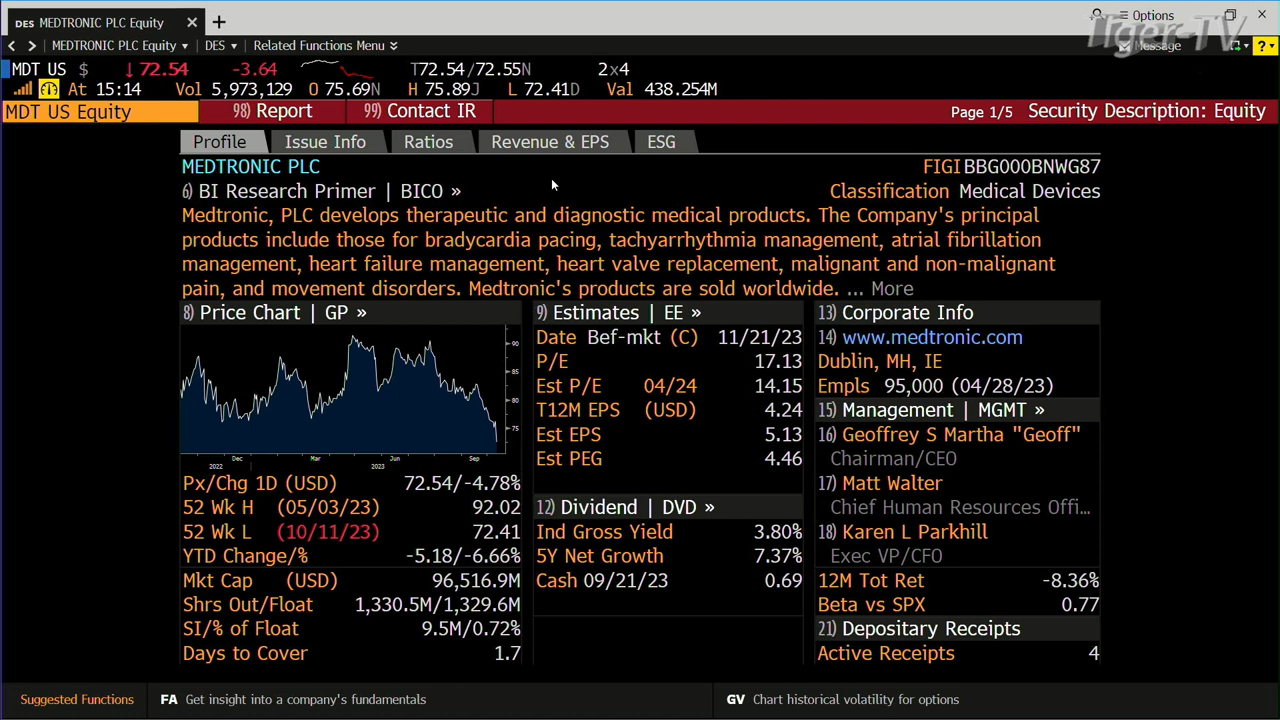 DES MEDTRONIC PLC Equity
Options
MEDTRONIC PLC Equity DES Related Functions Menu
Message
Tiger-TV
MDT US $ ↓72.54 -3.64 T72.54/72.55N 2x4
At 15:14 Vol 5,973,129 O 75.69N H 75.89J L 72.41D Val 438.254M
MDT US Equity 98) Report 99) Contact IR Page 1/5 Security Description: Equity
Profile Issue Info Ratios Revenue & EPS ESG
MEDTRONIC PLC FIGI BBG000BNWG87
6) BI Research Primer | BICO » Classification Medical Devices
Medtronic, PLC develops therapeutic and diagnostic medical products. The Company's principal
products include those for bradycardia pacing, tachyarrhythmia management, atrial fibrillation
management, heart failure management, heart valve replacement, malignant and non-malignant
pain, and movement disorders. Medtronic's products are sold worldwide. ... More
8) Price Chart | GP »
90
85
80
75
Dec Mar Jun Sep
2022 2023
Px/Chg 1D (USD) 72.54/-4.78%
52 Wk H (05/03/23) 92.02
52 Wk L (10/11/23) 72.41
YTD Change/% -5.18/-6.66%
Mkt Cap (USD) 96,516.9M
Shrs Out/Float 1,330.5M/1,329.6M
SI/% of Float 9.5M/0.72%
Days to Cover 1.7
9) Estimates | EE »
Date Bef-mkt (C) 11/21/23
P/E 17.13
Est P/E 04/24 14.15
T12M EPS (USD) 4.24
Est EPS 5.13
Est PEG 4.46
12) Dividend | DVD »
Ind Gross Yield 3.80%
5Y Net Growth 7.37%
Cash 09/21/23 0.69
13) Corporate Info
14) www.medtronic.com
Dublin, MH, IE
Empls 95,000 (04/28/23)
15) Management | MGMT »
16) Geoffrey S Martha "Geoff"
Chairman/CEO
17) Matt Walter
Chief Human Resources Offi...
18) Karen L Parkhill
Exec VP/CFO
12M Tot Ret -8.36%
Beta vs SPX 0.77
21) Depositary Receipts
Active Receipts 4
Suggested Functions FA Get insight into a company's fundamentals GV Chart historical volatility for options